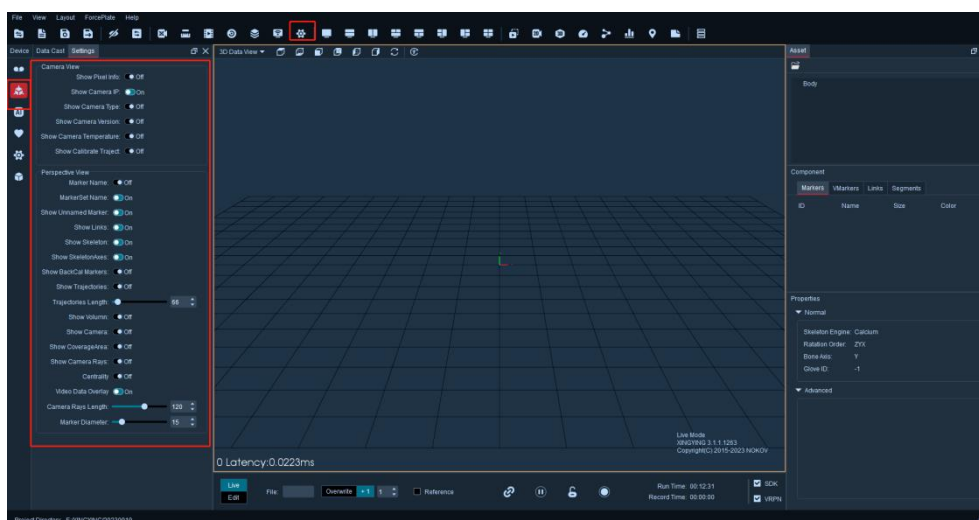 File View Layout ForcePlate Help
Device Data Cast Settings
3D Data View
Asset
Camera View
Show Pixel Info: Off
Show Camera IP: On
Show Camera Type: Off
Show Camera Version: Off
Show Camera Temperature: Off
Show Calibrate Traject: Off
AI
Perspective View
Marker Name: Off
MarkerSet Name: On
Show Unnamed Marker: On
Show Links: On
Show Skeleton: On
Show SkeletonAxes: On
Show BackCal Markers: Off
Show Trajectories: Off
Trajectories Length: 66
Show Volumn: Off
Show Camera: Off
Show CoverageArea: Off
Show Camera Rays: Off
Centrality Off
Video Data Overlay On
Camera Rays Length: 120
Marker Diameter: 15
Body
Component
Markers VMarkers Links Segments
ID Name Size Color
Properties
Normal
Skeleton Engine: Calcium
Ratation Order: ZYX
Bone Axis: Y
Glove ID: -1
Advanced
Live Mode
XINGYING 3.1.1.1283
Copyright(C) 2015-2023 NOKOV
0 Latency:0.0223ms
Live
Edit
File:
Overwrite +1 1
Reference
Run Time: 00:12:31
Record Time: 00:00:00
SDK
VRPN